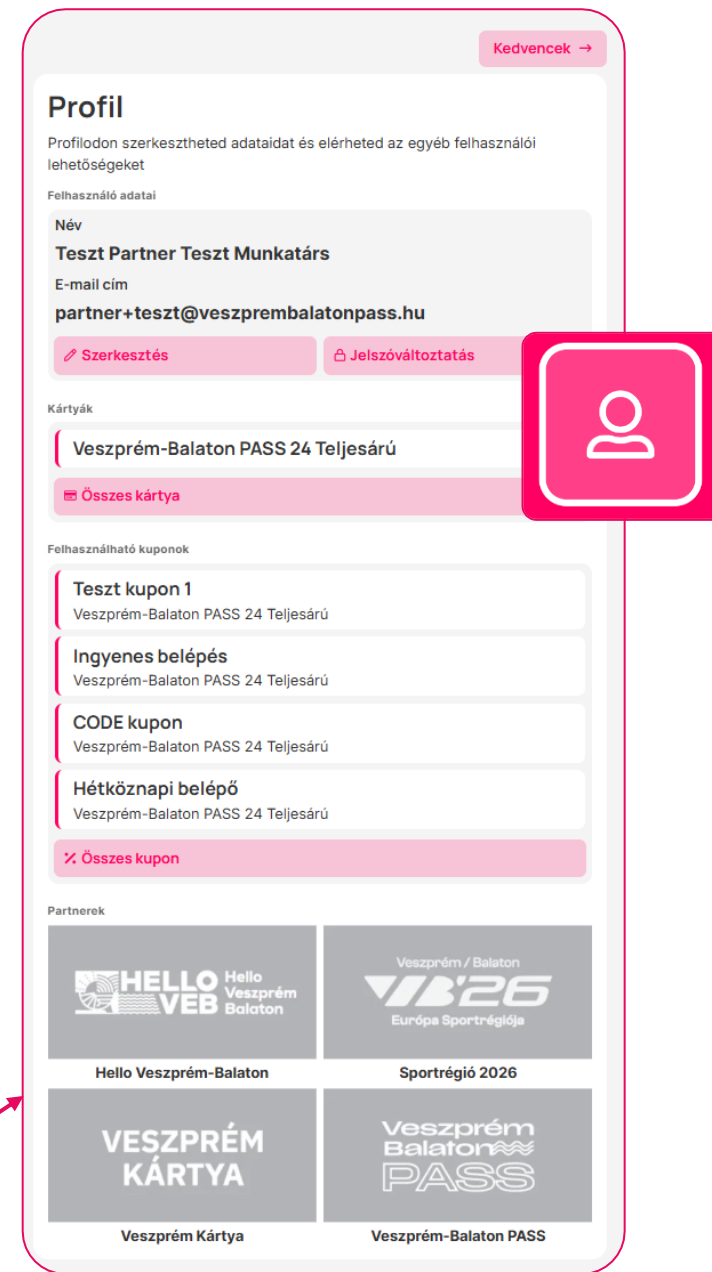 Kedvencek →
Profil
Profilodon szerkesztheted adataidat és elérheted az egyéb felhasználói
lehetőségeket
Felhasználó adatai
Név
Teszt Partner Teszt Munkatárs
E-mail cím
partner+teszt@veszprembalatonpass.hu
Szerkesztés
Jelszóváltoztatás
Kártyák
Veszprém-Balaton PASS 24 Teljesárú
Összes kártya
Felhasználható kuponok
Teszt kupon 1
Veszprém-Balaton PASS 24 Teljesárú
Ingyenes belépés
Veszprém-Balaton PASS 24 Teljesárú
CODE kupon
Veszprém-Balaton PASS 24 Teljesárú
Hétköznapi belépő
Veszprém-Balaton PASS 24 Teljesárú
Összes kupon
Partnerek
HELLO VEB
Hello
Veszprém
Balaton
Veszprém / Balaton
VB'26
Európa Sportrégiója
Hello Veszprém-Balaton
Sportrégió 2026
VESZPRÉM
KÁRTYA
Veszprém
Balaton
PASS
Veszprém Kártya
Veszprém-Balaton PASS